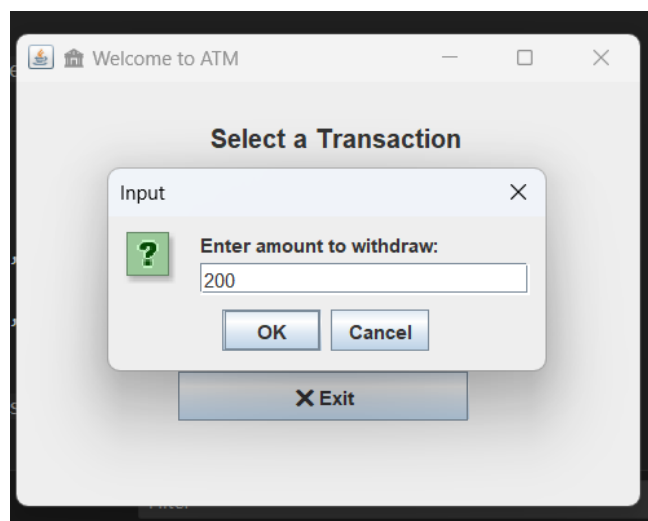 Welcome to ATM
Select a Transaction
Input
?
Enter amount to withdraw:
200
OK Cancel
Exit